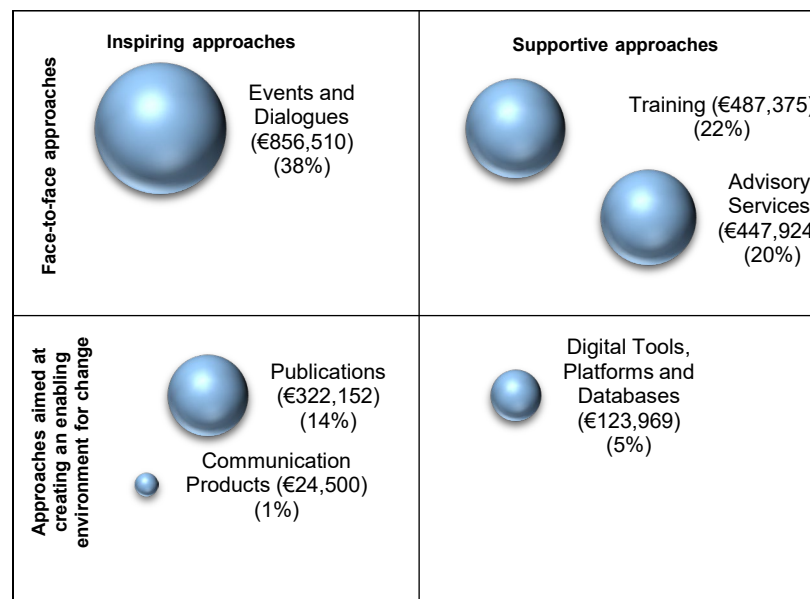 Inspiring approaches
Supportive approaches
Face-to-face approaches
Events and
Dialogues
(€856,510)
(38%)
Training (€487,375)
(22%)
Advisory
Services
(€447,924
(20%)
Approaches aimed at
creating an enabling
environment for change
Publications
(€322,152)
(14%)
Communication
Products (€24,500)
(1%)
Digital Tools,
Platforms and
Databases
(€123,969)
(5%)